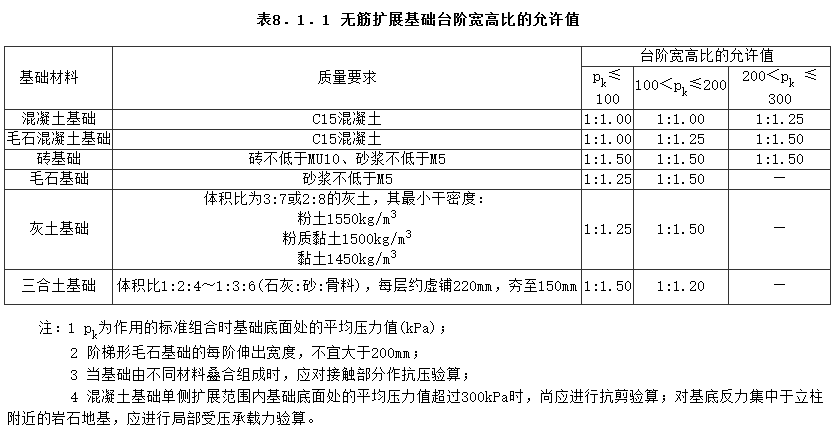 表8.1.1 无筋扩展基础台阶宽高比的允许值
基础材料 质量要求 台阶宽高比的允许值
pk≤100 100<pk≤200 200<pk ≤300
混凝土基础 C15混凝土 1:1.00 1:1.00 1:1.25
毛石混凝土基础 C15混凝土 1:1.00 1:1.25 1:1.50
砖基础 砖不低于MU10、砂浆不低于M5 1:1.50 1:1.50 1:1.50
毛石基础 砂浆不低于M5 1:1.25 1:1.50 —
灰土基础 体积比为3:7或2:8的灰土，其最小干密度：
粉土1550kg/m3
粉质黏土1500kg/m3
黏土1450kg/m3
1:1.25 1:1.50 —
三合土基础 体积比1:2:4～1:3:6(石灰:砂:骨料)，每层约虚铺220mm，夯至150mm 1:1.50 1:1.20 —
注：1 pk为作用的标准组合时基础底面处的平均压力值(kPa)；
2 阶梯形毛石基础的每阶伸出宽度，不宜大于200mm；
3 当基础由不同材料叠合组成时，应对接触部分作抗压验算；
4 混凝土基础单侧扩展范围内基础底面处的平均压力值超过300kPa时，尚应进行抗剪验算；对基底反力集中于立柱
附近的岩石地基，应进行局部受压承载力验算。